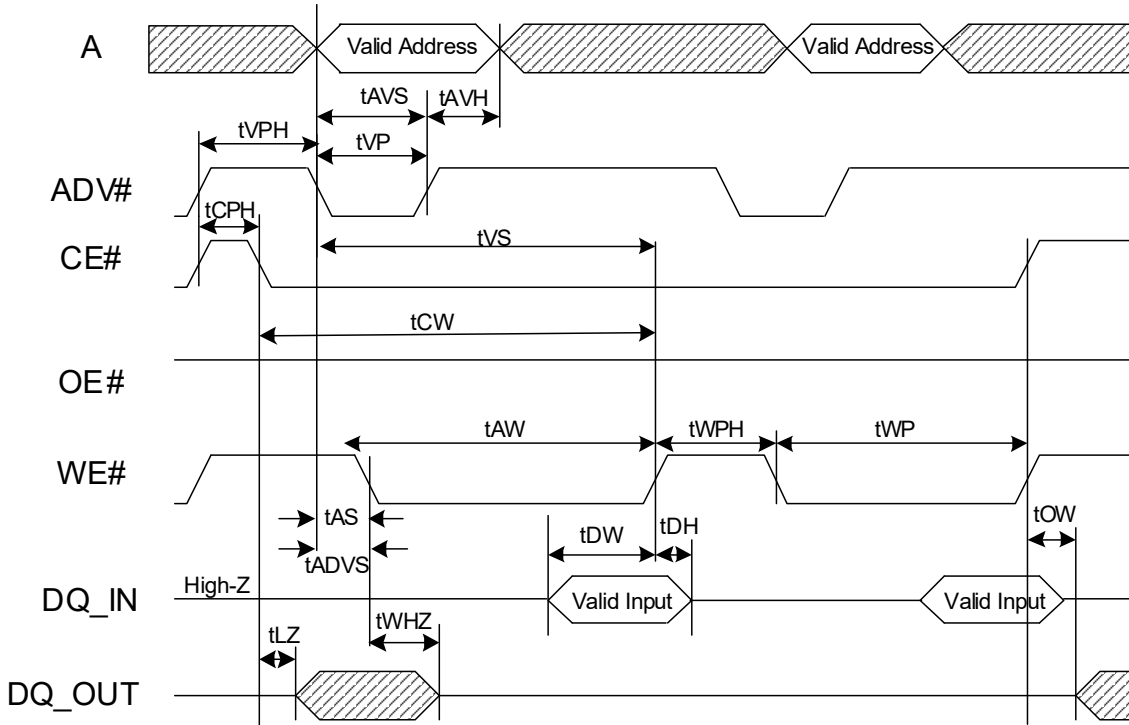 A
Valid Address
Valid Address
tAVS
tAVH
tVPH
tVP
ADV#
tCPH
tVS
CE#
tCW
OE#
tAW
tWPH
tWP
WE#
tAS
tOW
tDW
tDH
tADVS
High-Z
DQ_IN
Valid Input
Valid Input
tWHZ
tLZ
DQ_OUT